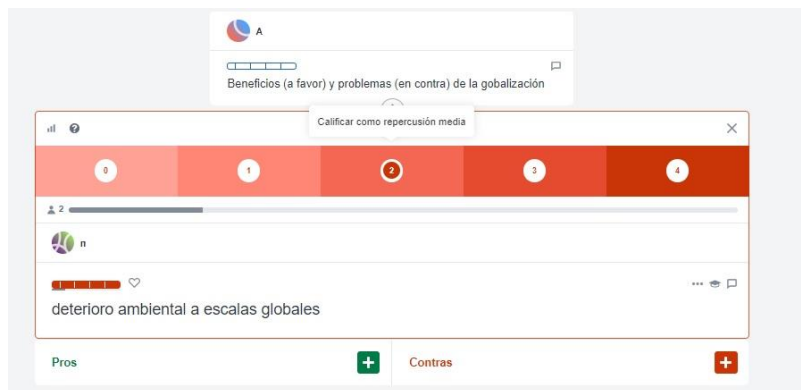 A
Beneficios (a favor) y problemas (en contra) de la gobalización
Calificar como repercusión media
0 1 2 3 4
2
n
deterioro ambiental a escalas globales
Pros
Contras